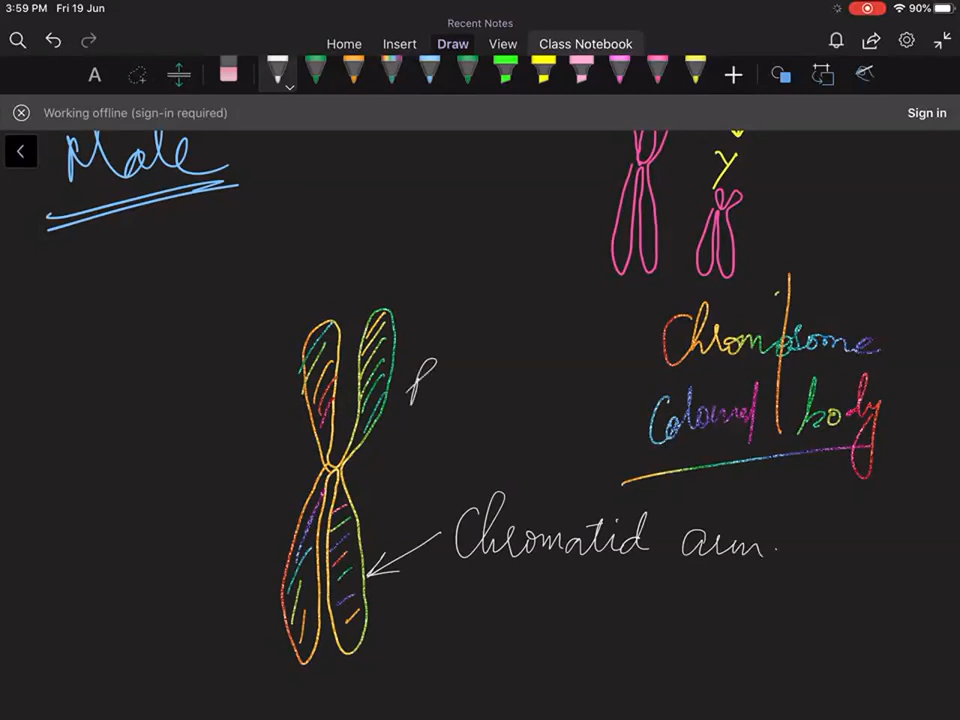 3:59 PM Fri 19 Jun
90%
Recent Notes
Home Insert Draw View Class Notebook
A
Working offline (sign-in required)
Sign in
Male
y
Chromosome
Coloured body
P
Chromatid arm.